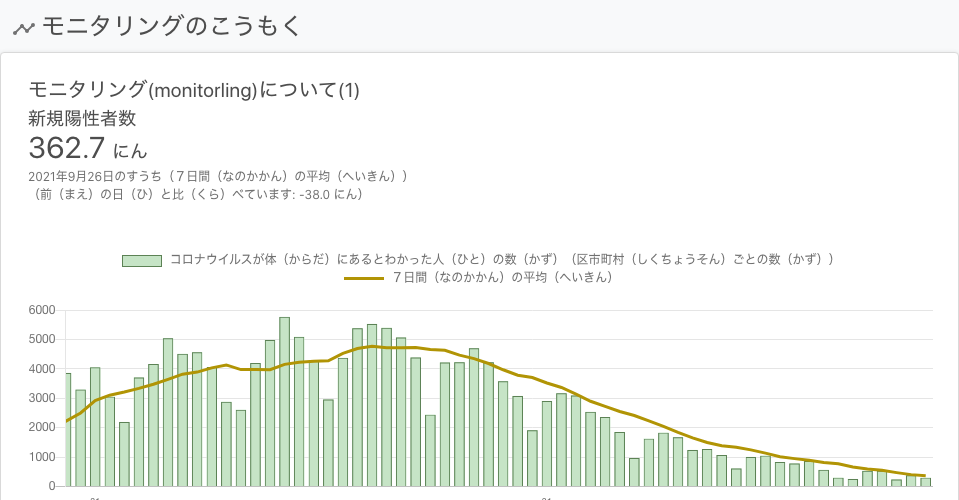 モニタリングのこうもく
モニタリング(monitorling)について(1)
新規陽性者数
362.7 にん
2021年9月26日のすうち（７日間（なのかかん）の平均（へいきん））
（前（まえ）の日（ひ）と比（くら）べています: -38.0 にん）
コロナウイルスが体（からだ）にあるとわかった人（ひと）の数（かず）（区市町村（しくちょうそん）ごとの数（かず））
７日間（なのかかん）の平均（へいきん）
6000
5000
4000
3000
2000
1000
0